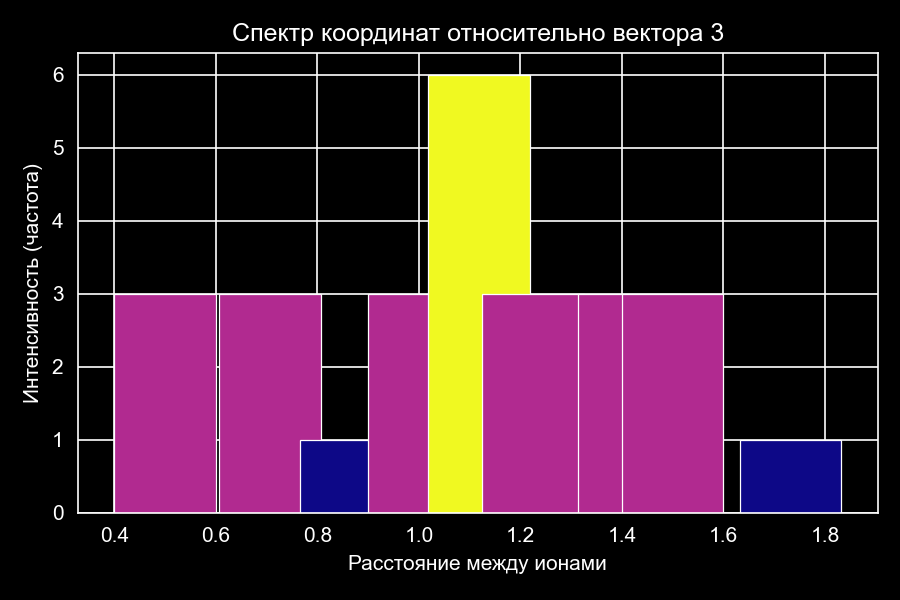 Спектр координат относительно вектора 3
Интенсивность (частота)
6
5
4
3
2
1
0
0.4 0.6 0.8 1.0 1.2 1.4 1.6 1.8
Расстояние между ионами